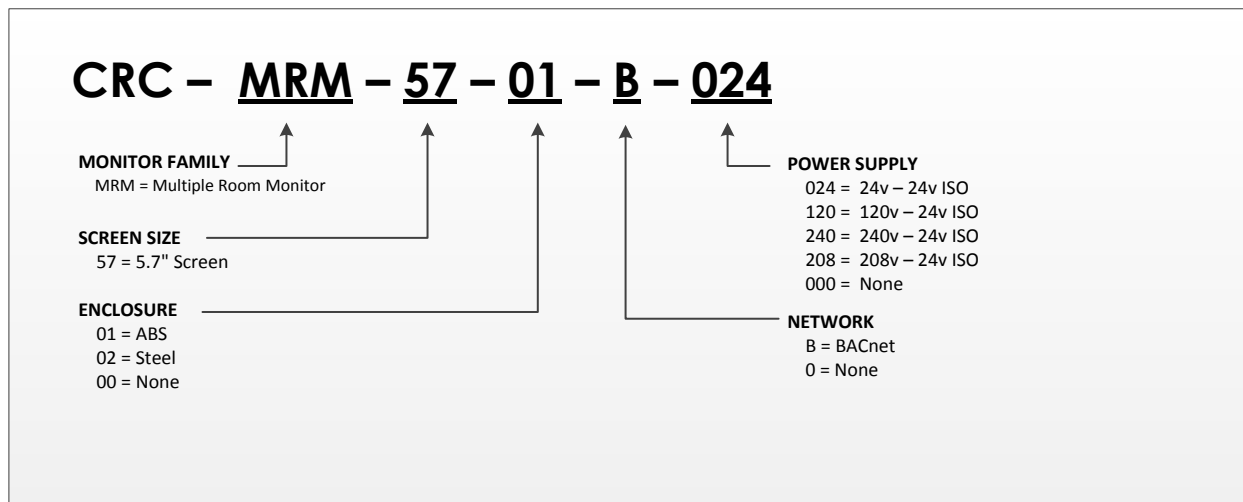 CRC – MRM – 57 – 01 – B – 024
MONITOR FAMILY
MRM = Multiple Room Monitor
SCREEN SIZE
57 = 5.7" Screen
ENCLOSURE
01 = ABS
02 = Steel
00 = None
POWER SUPPLY
024 = 24v – 24v ISO
120 = 120v – 24v ISO
240 = 240v – 24v ISO
208 = 208v – 24v ISO
000 = None
NETWORK
B = BACnet
0 = None